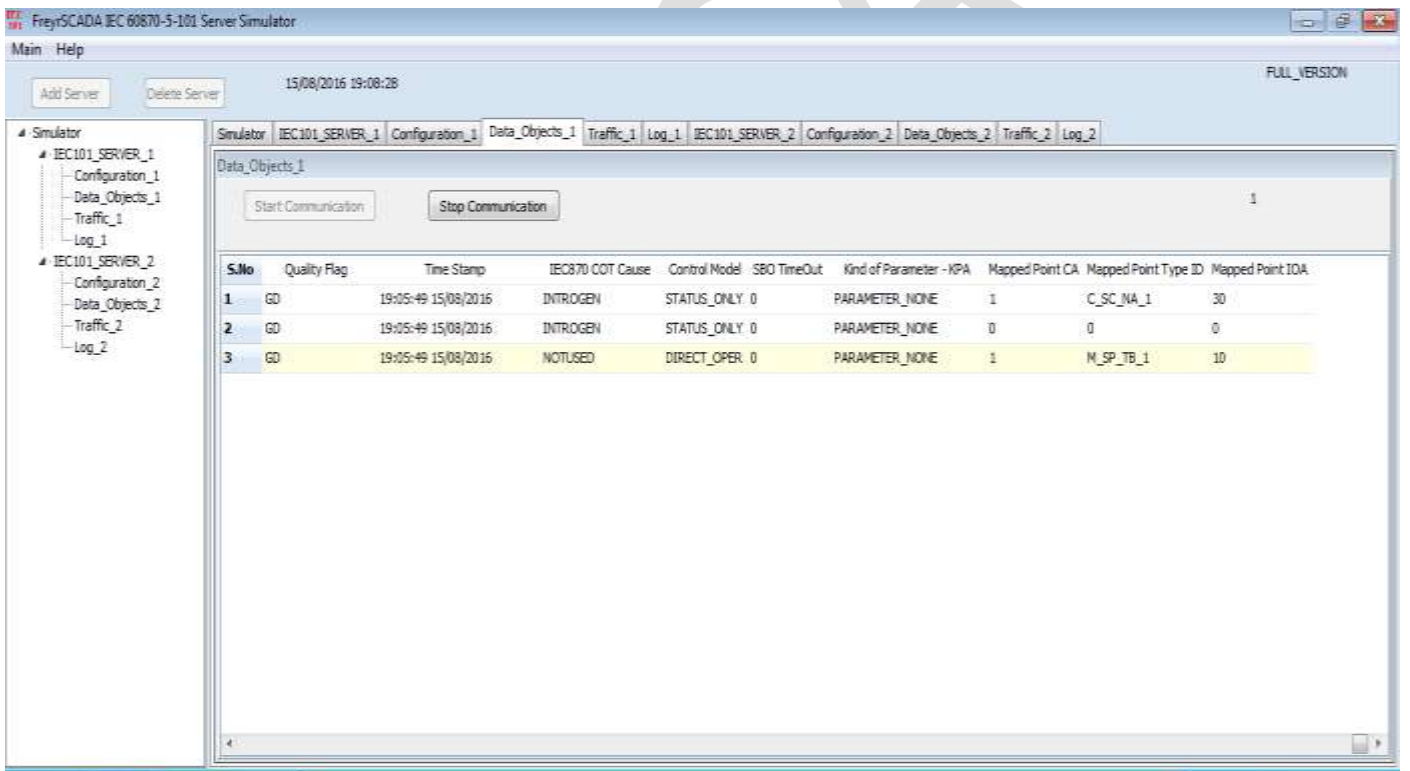 IEC 101 FreyrSCADA IEC 60870-5-101 Server Simulator
Main Help
Add Server Delete Server 15/08/2016 19:08:28 FULL_VERSION
Simulator
IEC101_SERVER_1
Configuration_1
Data_Objects_1
Traffic_1
Log_1
IEC101_SERVER_2
Configuration_2
Data_Objects_2
Traffic_2
Log_2
Simulator IEC101_SERVER_1 Configuration_1 Data_Objects_1 Traffic_1 Log_1 IEC101_SERVER_2 Configuration_2 Data_Objects_2 Traffic_2 Log_2
Data_Objects_1
Start Communication Stop Communication 1
S.No Quality Flag Time Stamp IEC870 COT Cause Control Model SBO TimeOut Kind of Parameter - KPA Mapped Point CA Mapped Point Type ID Mapped Point IOA
1 GD 19:05:49 15/08/2016 INTROGEN STATUS_ONLY 0 PARAMETER_NONE 1 C_SC_NA_1 30
2 GD 19:05:49 15/08/2016 INTROGEN STATUS_ONLY 0 PARAMETER_NONE 0 0 0
3 GD 19:05:49 15/08/2016 NOTUSED DIRECT_OPER 0 PARAMETER_NONE 1 M_SP_TB_1 10